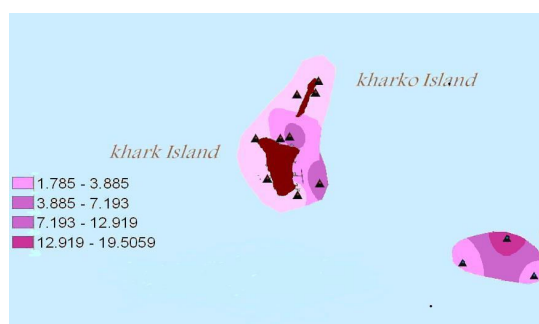 kharko Island
khark Island
1.785 - 3.885
3.885 - 7.193
7.193 - 12.919
12.919 - 19.5059